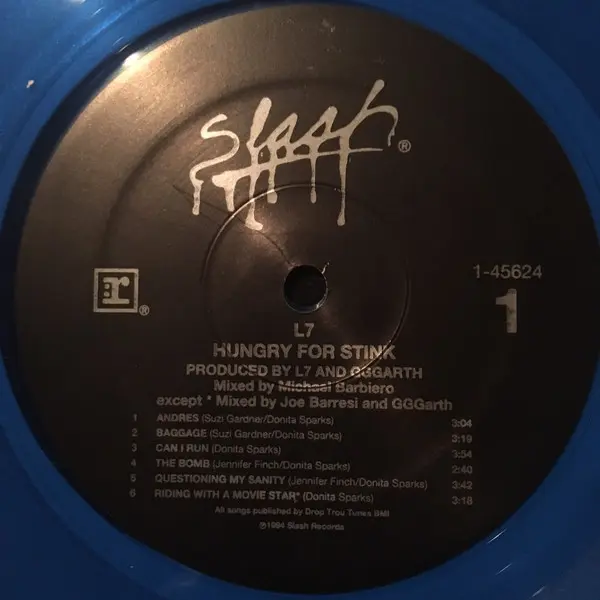 Slash ®
1-45624
r ®
1
L7
HUNGRY FOR STINK
PRODUCED BY L7 AND GGGARTH
Mixed by Michael Barbiero
except * Mixed by Joe Barresi and GGGarth
1 ANDRES (Suzi Gardner/Donita Sparks) 3:04
2 BAGGAGE (Suzi Gardner/Donita Sparks) 3:19
3 CAN I RUN (Donita Sparks) 3:54
4 THE BOMB (Jennifer Finch/Donita Sparks) 2:40
5 QUESTIONING MY SANITY (Jennifer Finch/Donita Sparks) 3:42
6 RIDING WITH A MOVIE STAR* (Donita Sparks) 3:18
All songs published by Drop Trou Tunes BMI
℗1994 Slash Records